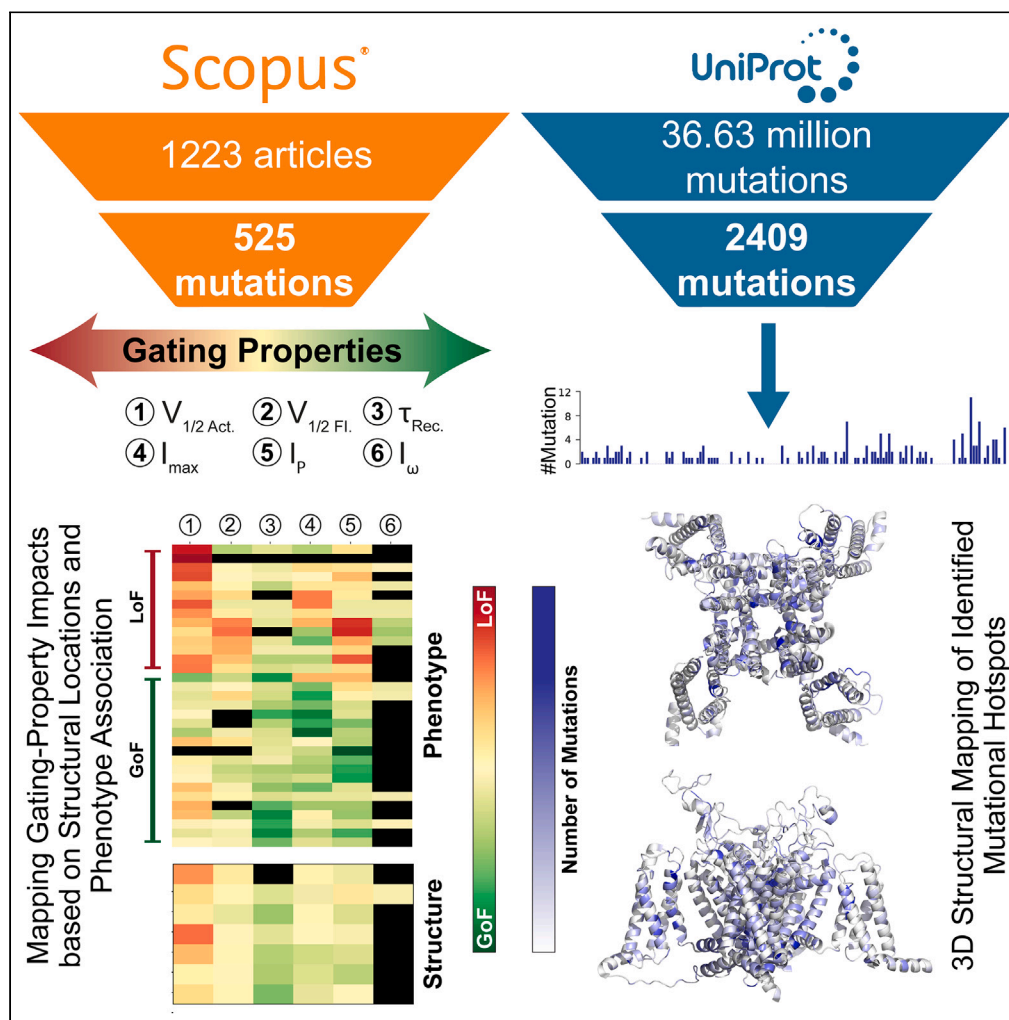 Scopus®
1223 articles
525
mutations
Gating Properties
① V1/2 Act. ② V1/2 FI. ③ τRec.
④ Imax ⑤ IP ⑥ Iω
UniProt
36.63 million
mutations
2409
mutations
#Mutation
12
8
4
0
Mapping Gating-Property Impacts
based on Structural Locations and
Phenotype Association
① ② ③ ④ ⑤ ⑥
LoF
GoF
Phenotype
Structure
LoF
GoF
Number of Mutations
3D Structural Mapping of Identified
Mutational Hotspots